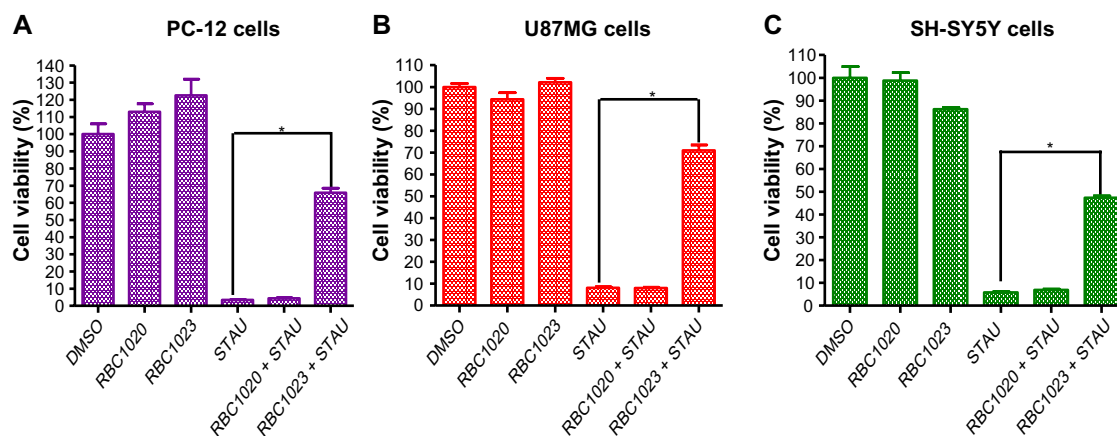 A
PC-12 cells
Cell viability (%)
140
130
120
110
100
90
80
70
60
50
40
30
20
10
0
*
DMSO
RBC1020
RBC1023
STAU
RBC1020 + STAU
RBC1023 + STAU
B
U87MG cells
Cell viability (%)
110
100
90
80
70
60
50
40
30
20
10
0
*
DMSO
RBC1020
RBC1023
STAU
RBC1020 + STAU
RBC1023 + STAU
C
SH-SY5Y cells
Cell viability (%)
110
100
90
80
70
60
50
40
30
20
10
0
*
DMSO
RBC1020
RBC1023
STAU
RBC1020 + STAU
RBC1023 + STAU